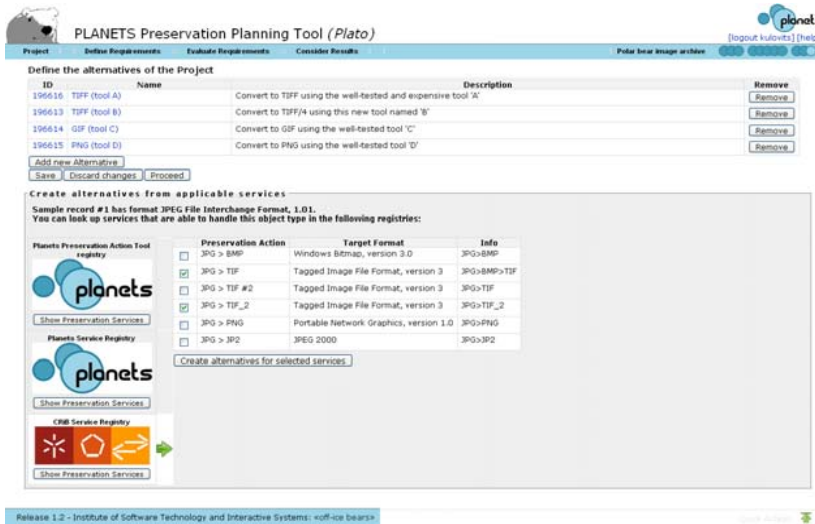 planet
PLANETS Preservation Planning Tool (Plato)
[logout kulovits] [help
Project Define Requirements Evaluate Requirements Consider Results Polar bear image archive
Define the alternatives of the Project
ID Name Description Remove
196616 TIFF (tool A) Convert to TIFF using the well-tested and expensive tool 'A' Remove
196613 TIFF (tool B) Convert to TIFF/4 using this new tool named 'B' Remove
196614 GIF (tool C) Convert to GIF using the well-tested tool 'C' Remove
196615 PNG (tool D) Convert to PNG using the well-tested tool 'D' Remove
Add new Alternative
Save Discard changes Proceed
Create alternatives from applicable services
Sample record #1 has format JPEG File Interchange Format, 1.01.
You can look up services that are able to handle this object type in the following registries:
Planets Preservation Action Tool
registry
planets
Show Preservation Services
Planets Service Registry
planets
Show Preservation Services
CRiB Service Registry
Show Preservation Services
Preservation Action Target Format Info
JPG > BMP Windows Bitmap, version 3.0 JPG>BMP
JPG > TIF Tagged Image File Format, version 3 JPG>BMP>TIF
JPG > TIF #2 Tagged Image File Format, version 3 JPG>TIF
JPG > TIF_2 Tagged Image File Format, version 3 JPG>TIF_2
JPG > PNG Portable Network Graphics, version 1.0 JPG>PNG
JPG > JP2 JPEG 2000 JPG>JP2
Create alternatives for selected services
Release 1.2 - Institute of Software Technology and Interactive Systems: «off-ice bears»